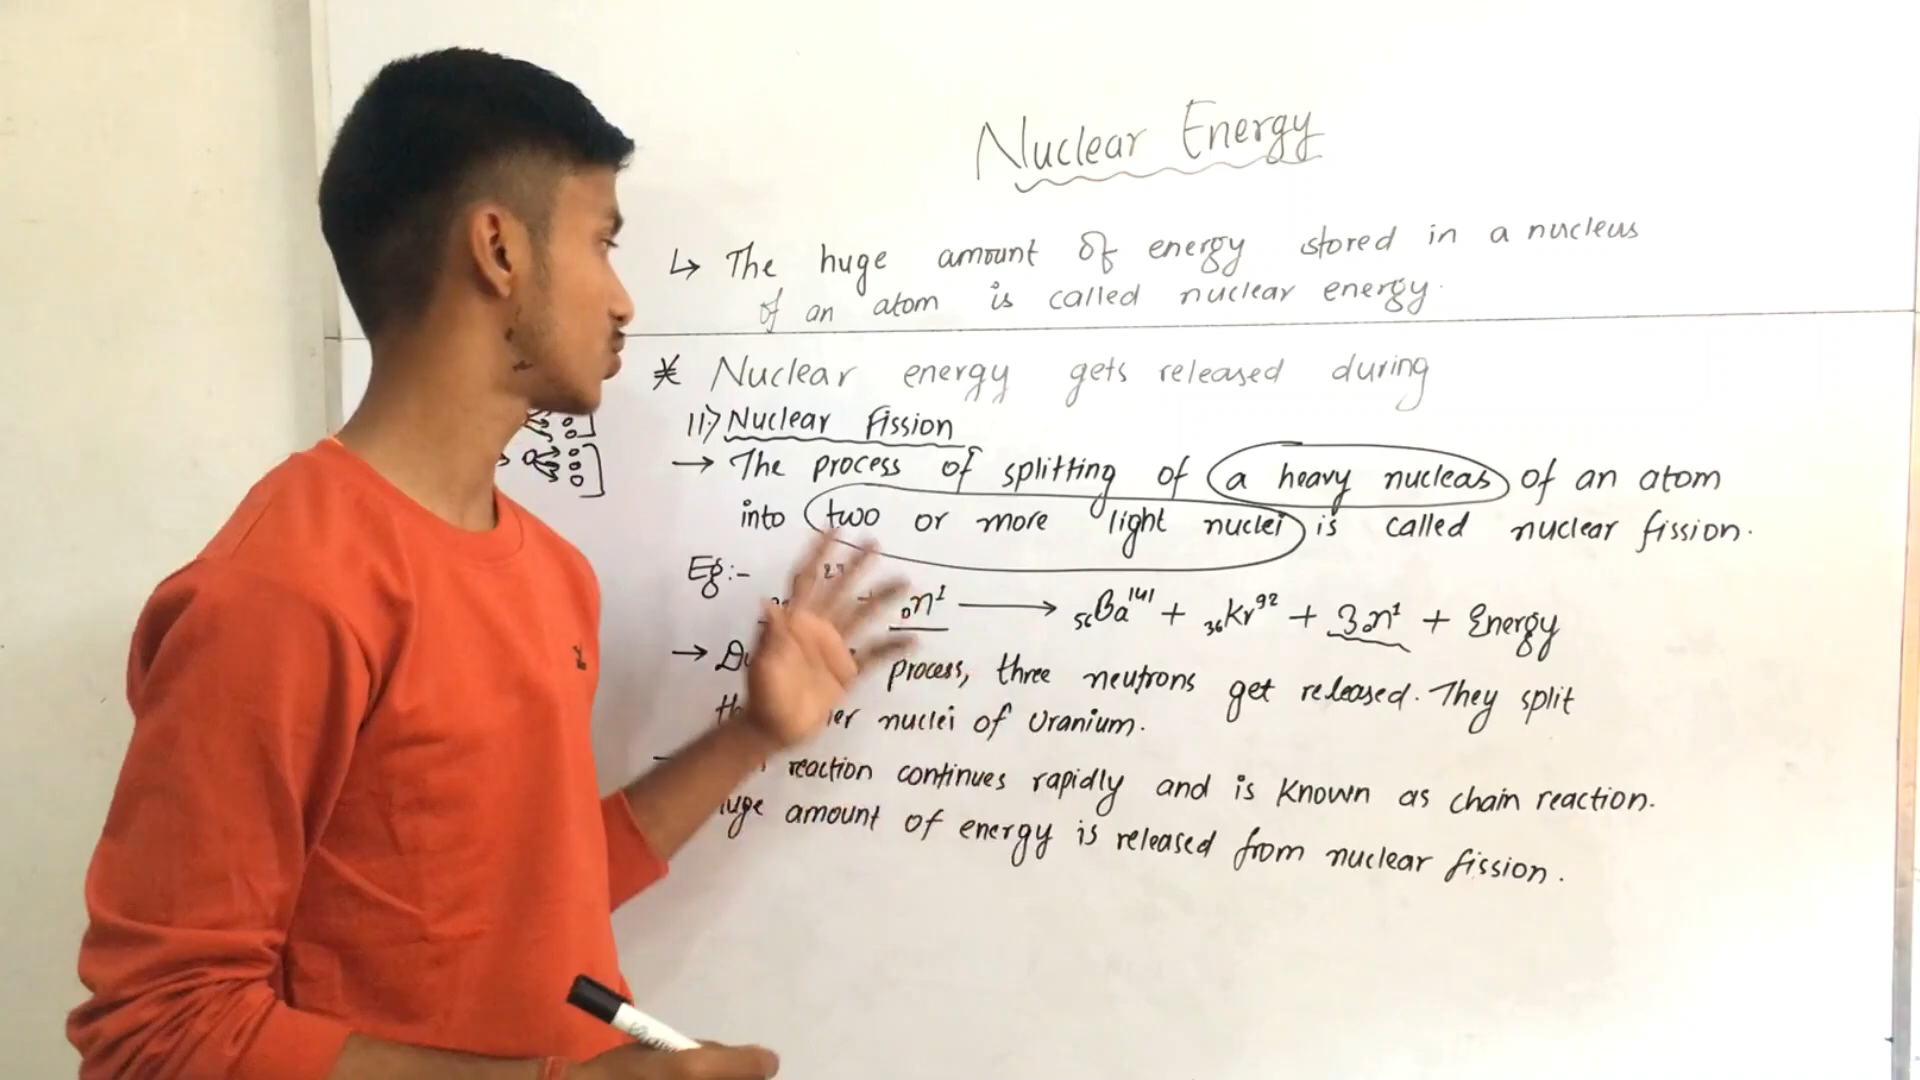 Nuclear Energy
↳ The huge amount of energy stored in a nucleus
of an atom is called nuclear energy.
* Nuclear energy gets released during
11) Nuclear Fission
→ The process of splitting of a heavy nucleas of an atom
into two or more light nuclei is called nuclear fission.
Eg:- + ₀n¹ ⟶ ₅₆Ba¹⁴¹ + ₃₆Kr⁹² + 3₀n¹ + Energy
→ process, three neutrons get released. They split
nuclei of Uranium.
reaction continues rapidly and is known as chain reaction.
amount of energy is released from nuclear fission.